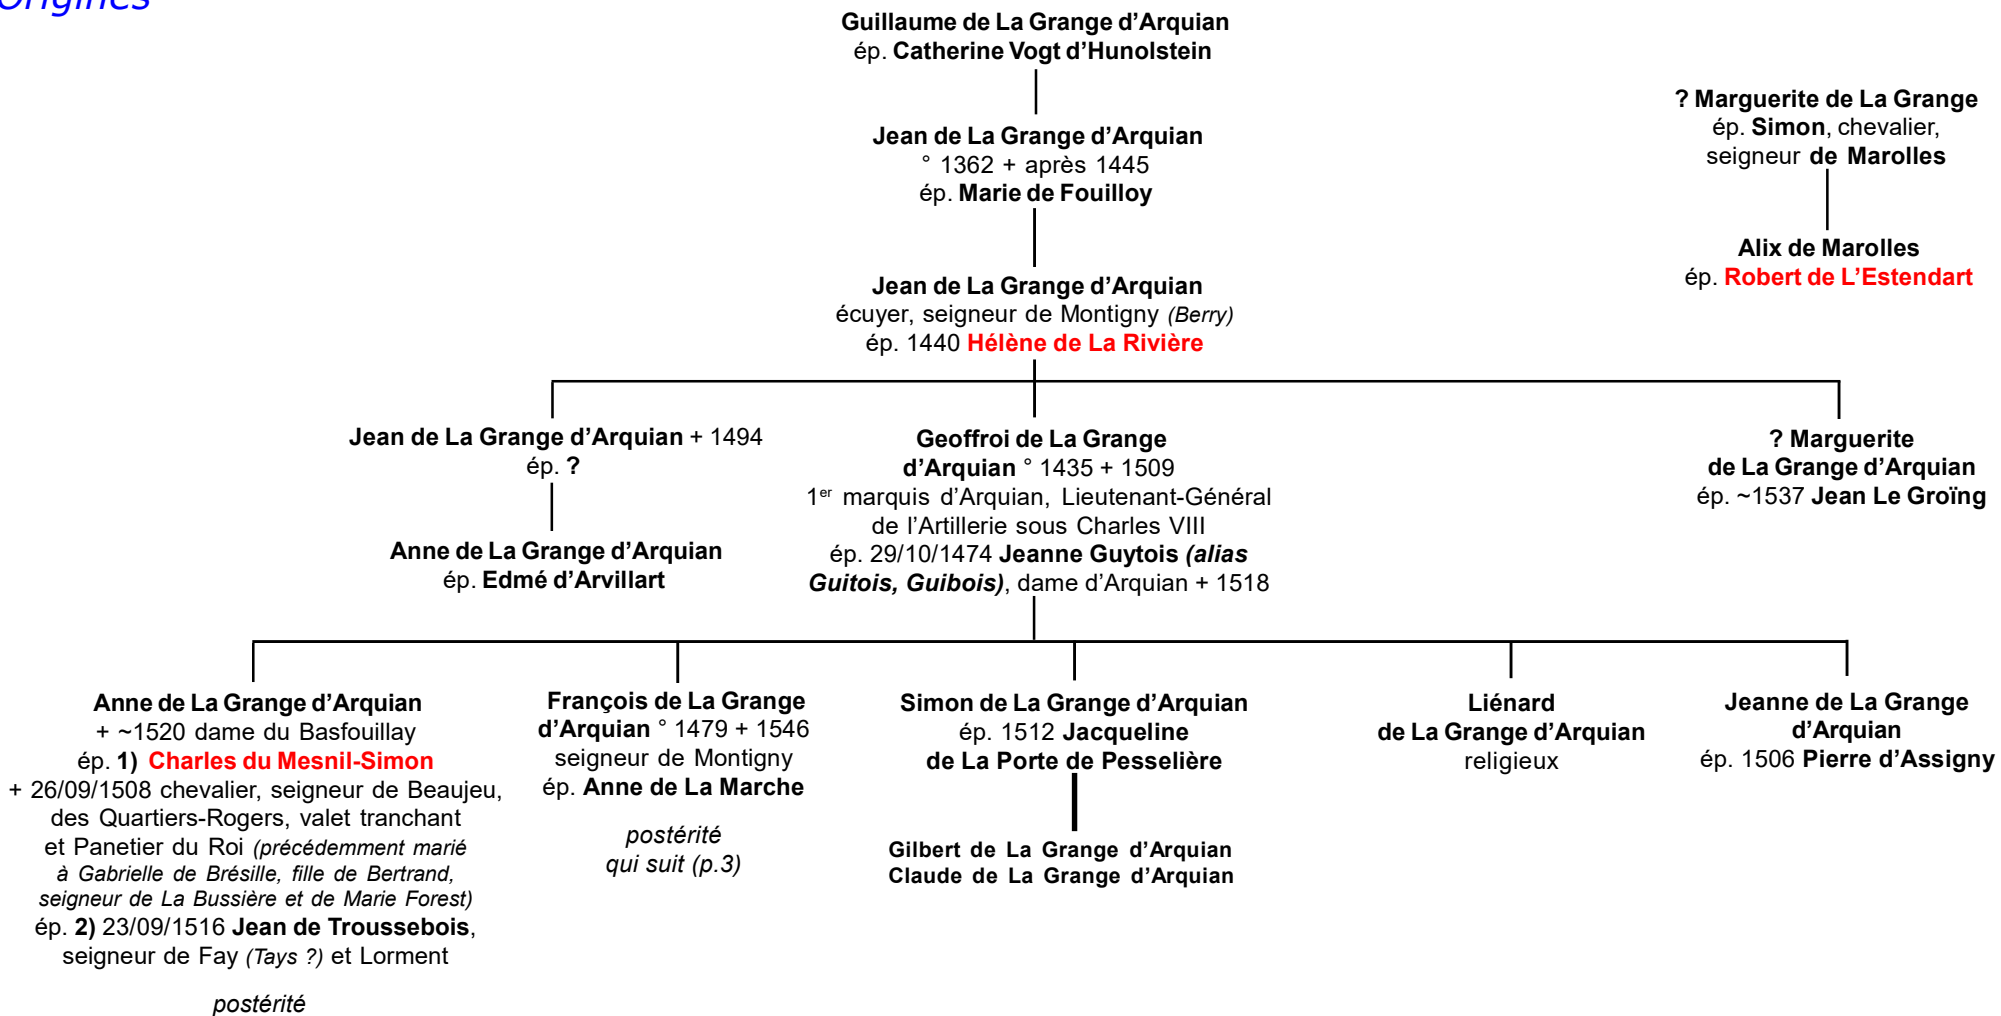 Origines
Guillaume de La Grange d’Arquian
ép. Catherine Vogt d’Hunolstein
? Marguerite de La Grange
ép. Simon, chevalier,
seigneur de Marolles
Jean de La Grange d’Arquian
° 1362 + après 1445
ép. Marie de Fouilloy
Alix de Marolles
ép. Robert de L’Estendart
Jean de La Grange d’Arquian
écuyer, seigneur de Montigny (Berry)
ép. 1440 Hélène de La Rivière
Jean de La Grange d’Arquian + 1494
ép. ?
Anne de La Grange d’Arquian
ép. Edmé d’Arvillart
Geoffroi de La Grange
d’Arquian ° 1435 + 1509
1er marquis d’Arquian, Lieutenant-Général
de l’Artillerie sous Charles VIII
ép. 29/10/1474 Jeanne Guytois (alias
Guitois, Guibois), dame d’Arquian + 1518
? Marguerite
de La Grange d’Arquian
ép. ~1537 Jean Le Groïng
Anne de La Grange d’Arquian
+ ~1520 dame du Basfouillay
ép. 1) Charles du Mesnil-Simon
+ 26/09/1508 chevalier, seigneur de Beaujeu,
des Quartiers-Rogers, valet tranchant
et Panetier du Roi (précédemment marié
à Gabrielle de Brésille, fille de Bertrand,
seigneur de La Bussière et de Marie Forest)
ép. 2) 23/09/1516 Jean de Troussebois,
seigneur de Fay (Tays ?) et Lorment
postérité
François de La Grange
d’Arquian ° 1479 + 1546
seigneur de Montigny
ép. Anne de La Marche
postérité
qui suit (p.3)
Simon de La Grange d’Arquian
ép. 1512 Jacqueline
de La Porte de Pesselière
Gilbert de La Grange d’Arquian
Claude de La Grange d’Arquian
Liénard
de La Grange d’Arquian
religieux
Jeanne de La Grange
d’Arquian
ép. 1506 Pierre d’Assigny